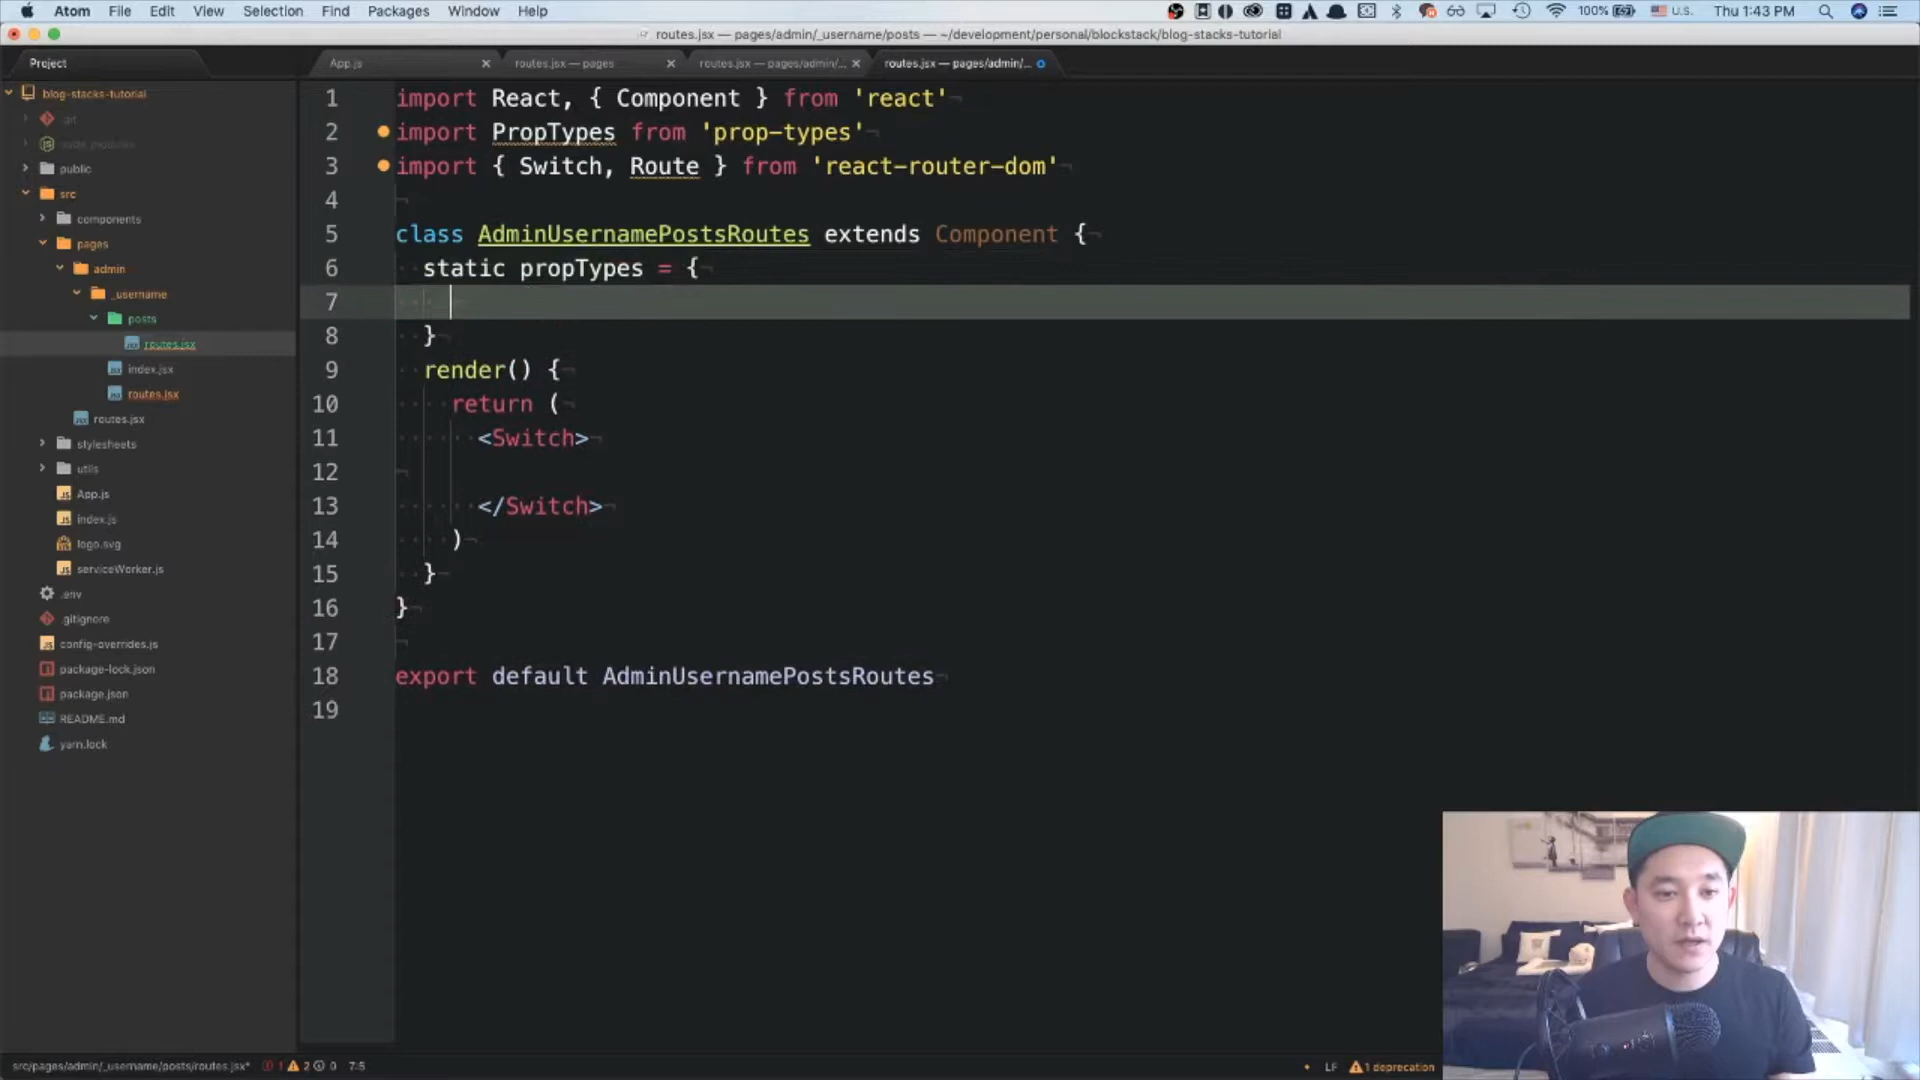 Atom File Edit View Selection Find Packages Window Help 100% U.S. Thu 1:43 PM
routes.jsx — pages/admin/_username/posts — ~/development/personal/blockstack/blog-stacks-tutorial
Project
App.js
routes.jsx — pages
routes.jsx — pages/admin/...
routes.jsx — pages/admin/...
blog-stacks-tutorial
.git
node_modules
public
src
components
pages
admin
_username
posts
routes.jsx
index.jsx
routes.jsx
routes.jsx
stylesheets
utils
App.js
index.js
logo.svg
serviceWorker.js
.env
.gitignore
config-overrides.js
package-lock.json
package.json
README.md
yarn.lock
1 import React, { Component } from 'react'
2 import PropTypes from 'prop-types'
3 import { Switch, Route } from 'react-router-dom'
4
5 class AdminUsernamePostsRoutes extends Component {
6 static propTypes = {
7
8 }
9 render() {
10 return (
11 <Switch>
12
13 </Switch>
14 )
15 }
16 }
17
18 export default AdminUsernamePostsRoutes
19
src/pages/admin/_username/posts/routes.jsx* 1 2 0 7:5 LF 1 deprecation